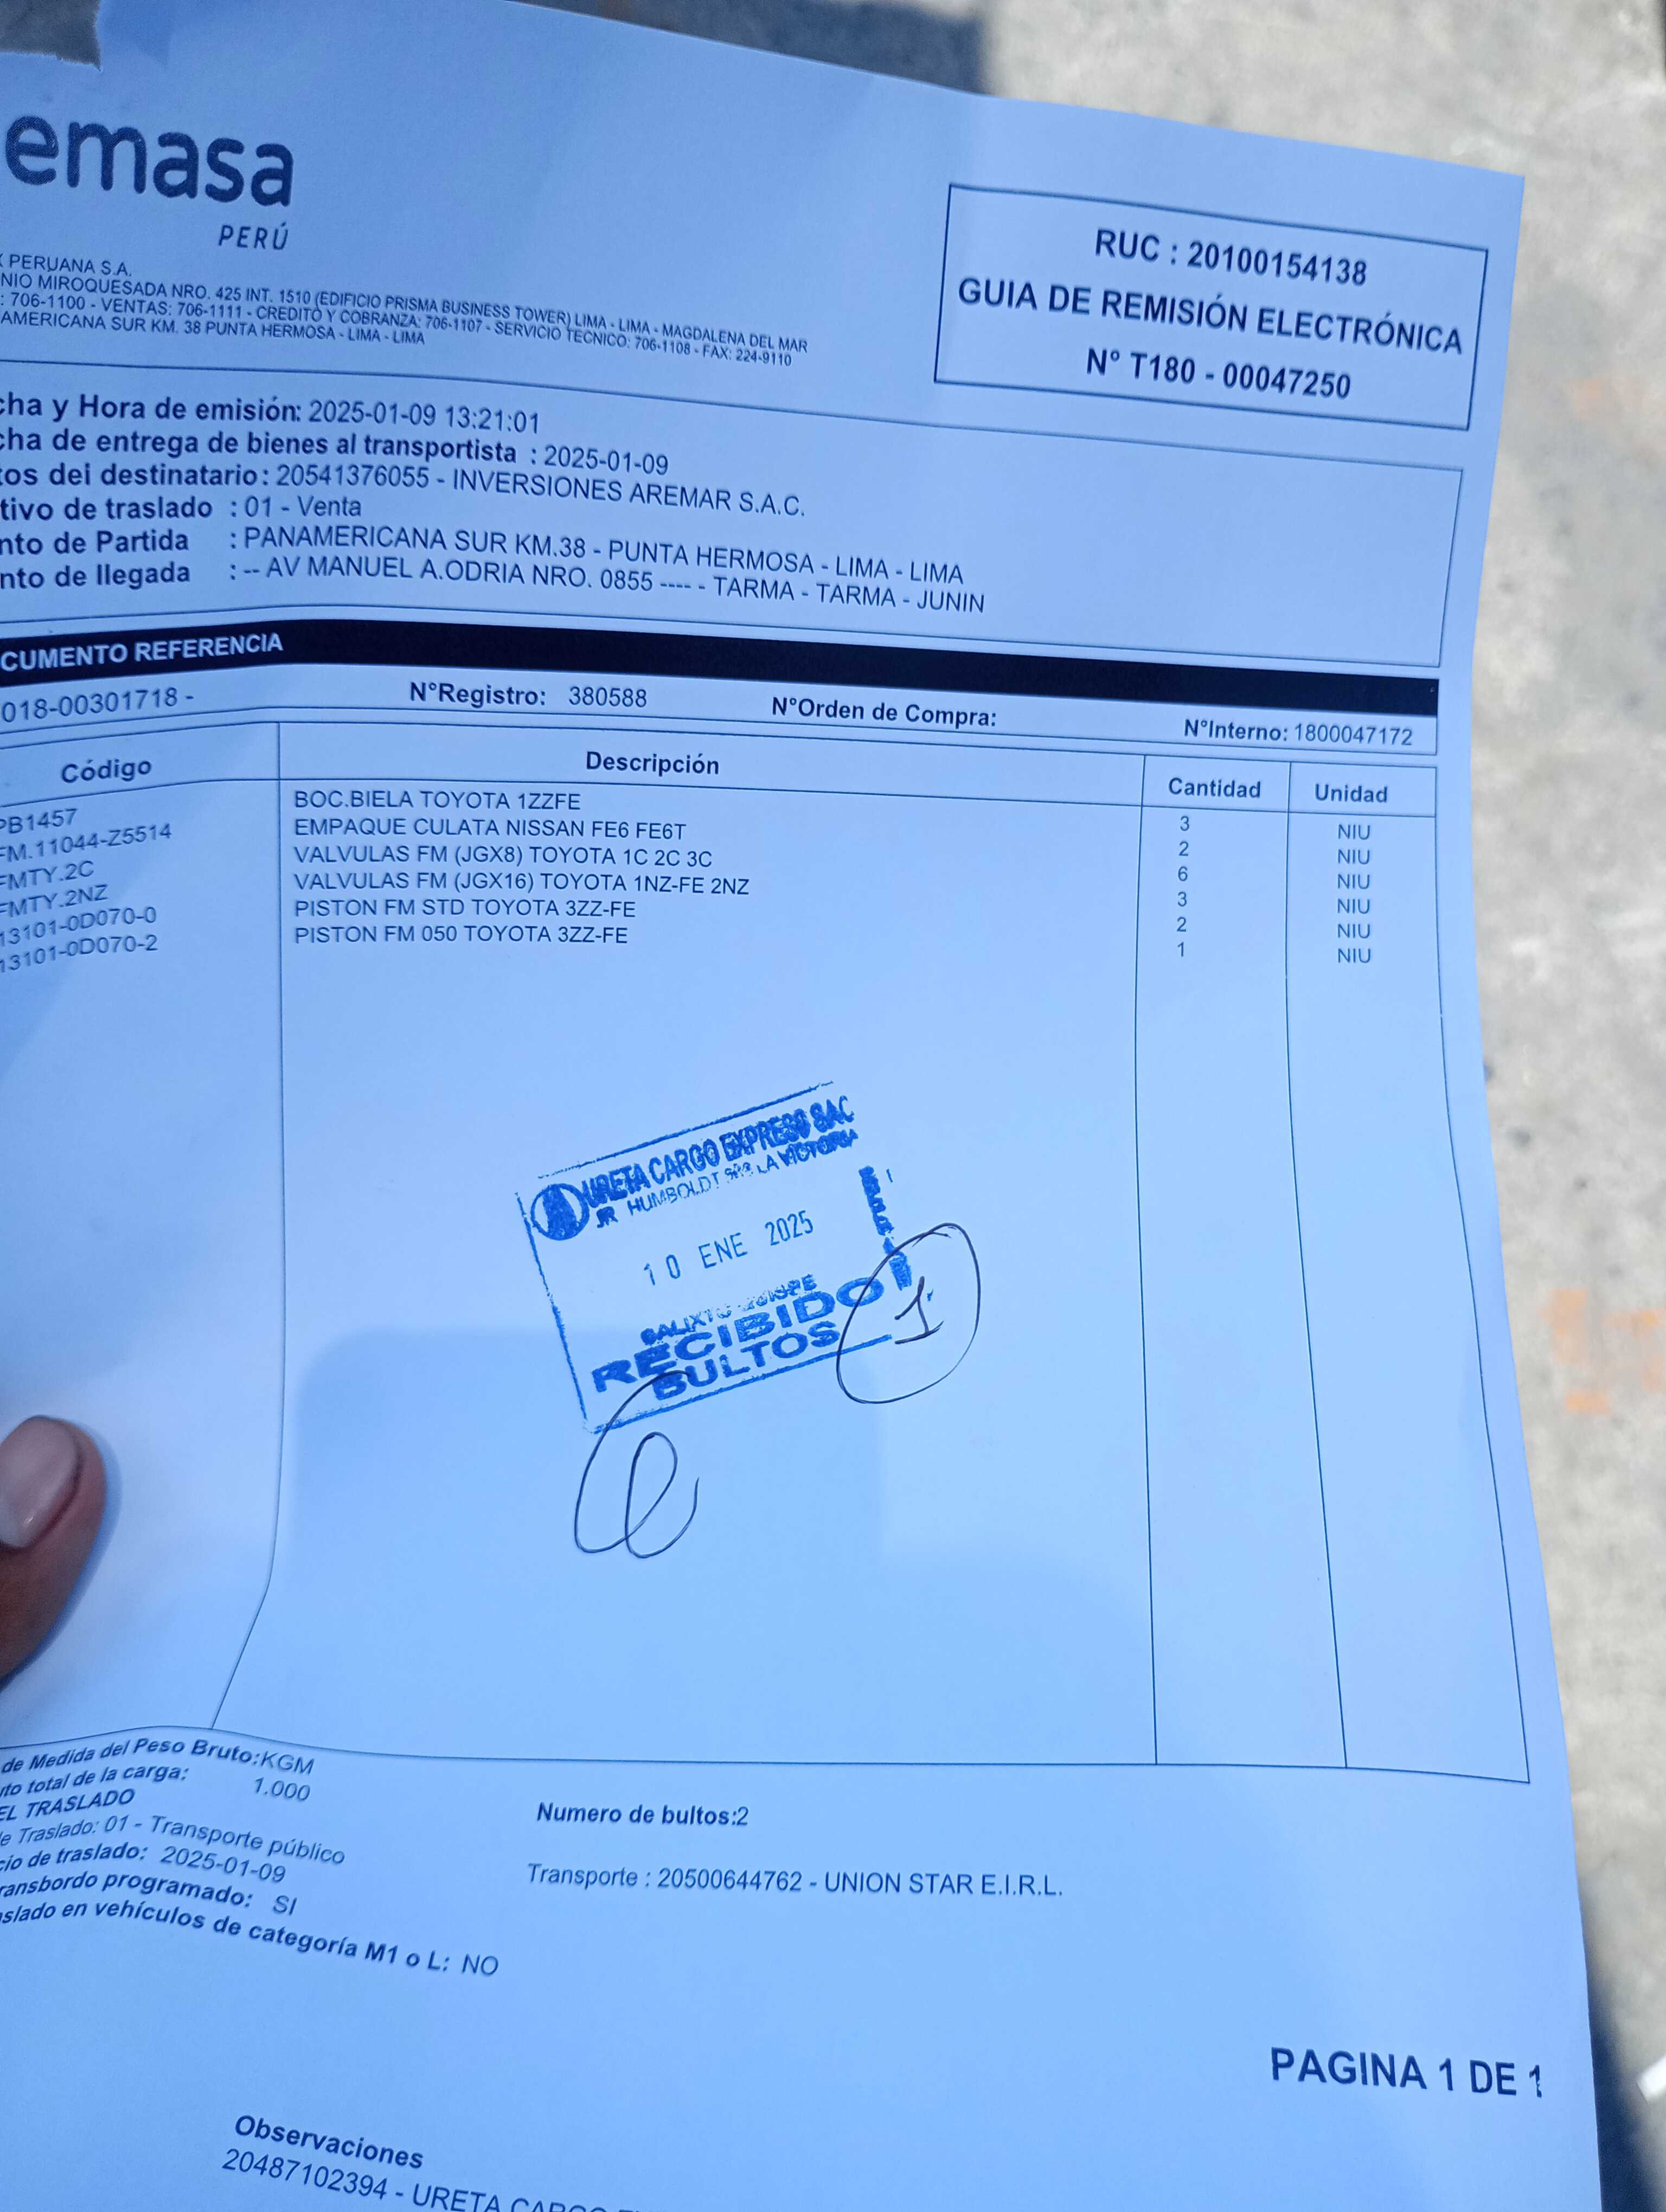 emasa
PERÚ
PERUANA S.A.
NIO MIROQUESADA NRO. 425 INT. 1510 (EDIFICIO PRISMA BUSINESS TOWER) LIMA - LIMA - MAGDALENA DEL MAR
: 706-1100 - VENTAS: 706-1111 - CREDITO Y COBRANZA: 706-1107 - SERVICIO TECNICO: 706-1108 - FAX: 224-9110
AMERICANA SUR KM. 38 PUNTA HERMOSA - LIMA - LIMA
RUC : 20100154138
GUIA DE REMISIÓN ELECTRÓNICA
N° T180 - 00047250
cha y Hora de emisión: 2025-01-09 13:21:01
cha de entrega de bienes al transportista : 2025-01-09
tos del destinatario: 20541376055 - INVERSIONES AREMAR S.A.C.
tivo de traslado : 01 - Venta
nto de Partida : PANAMERICANA SUR KM.38 - PUNTA HERMOSA - LIMA - LIMA
nto de llegada : -- AV MANUEL A.ODRIA NRO. 0855 ---- - TARMA - TARMA - JUNIN
CUMENTO REFERENCIA
018-00301718 - N°Registro: 380588 N°Orden de Compra: N°Interno: 1800047172
Código Descripción Cantidad Unidad
PB1457 BOC.BIELA TOYOTA 1ZZFE 3 NIU
FM.11044-Z5514 EMPAQUE CULATA NISSAN FE6 FE6T 2 NIU
FMTY.2C VALVULAS FM (JGX8) TOYOTA 1C 2C 3C 6 NIU
FMTY.2NZ VALVULAS FM (JGX16) TOYOTA 1NZ-FE 2NZ 3 NIU
13101-0D070-0 PISTON FM STD TOYOTA 3ZZ-FE 2 NIU
13101-0D070-2 PISTON FM 050 TOYOTA 3ZZ-FE 1 NIU
URETA CARGO EXPRESO SAC
JR HUMBOLDT LA VICTORIA
10 ENE 2025
RECIBIDO
BULTOS
1
de Medida del Peso Bruto:KGM
uto total de la carga: 1.000
EL TRASLADO
e Traslado: 01 - Transporte público
cio de traslado: 2025-01-09
ransbordo programado: SI
aslado en vehículos de categoría M1 o L: NO
Numero de bultos:2
Transporte : 20500644762 - UNION STAR E.I.R.L.
PAGINA 1 DE 1
Observaciones
20487102394 - URETA CARGO